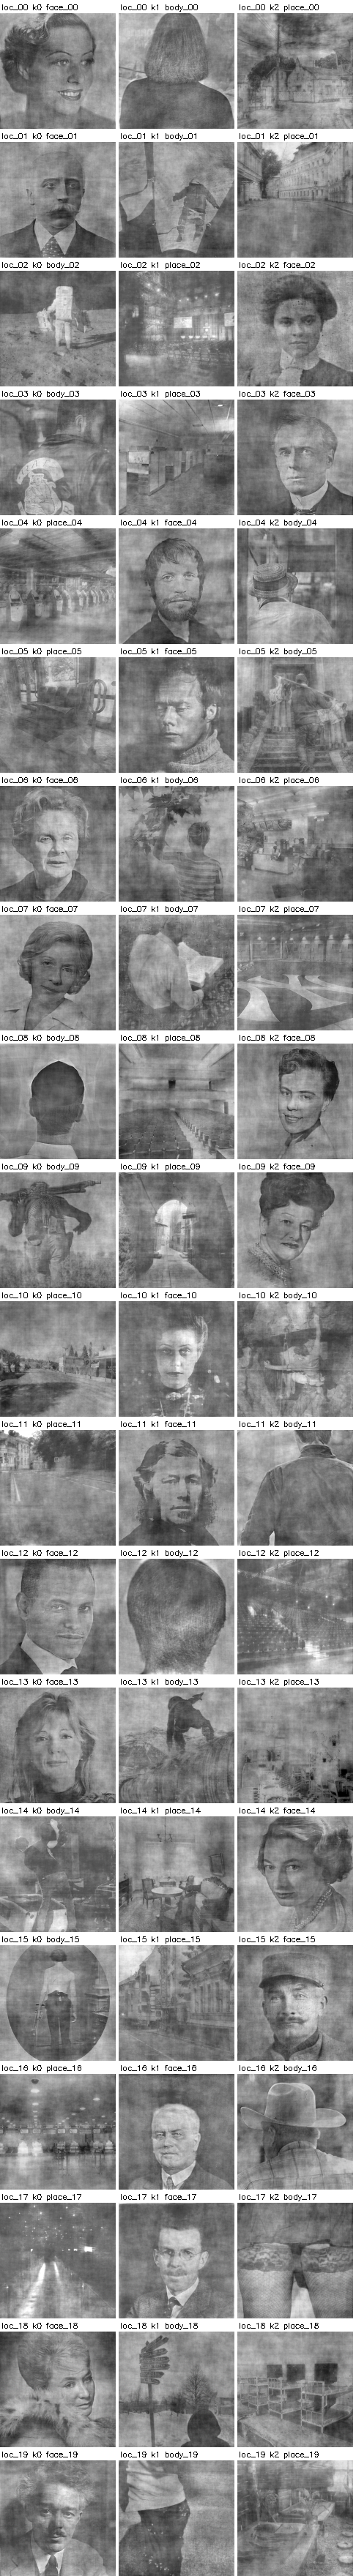 loc_00 k0 face_00 loc_00 k1 body_00 loc_00 k2 place_00
loc_01 k0 face_01 loc_01 k1 body_01 loc_01 k2 place_01
loc_02 k0 body_02 loc_02 k1 place_02 loc_02 k2 face_02
loc_03 k0 body_03 loc_03 k1 place_03 loc_03 k2 face_03
loc_04 k0 place_04 loc_04 k1 face_04 loc_04 k2 body_04
loc_05 k0 place_05 loc_05 k1 face_05 loc_05 k2 body_05
loc_06 k0 face_06 loc_06 k1 body_06 loc_06 k2 place_06
loc_07 k0 face_07 loc_07 k1 body_07 loc_07 k2 place_07
loc_08 k0 body_08 loc_08 k1 place_08 loc_08 k2 face_08
loc_09 k0 body_09 loc_09 k1 place_09 loc_09 k2 face_09
loc_10 k0 place_10 loc_10 k1 face_10 loc_10 k2 body_10
loc_11 k0 place_11 loc_11 k1 face_11 loc_11 k2 body_11
loc_12 k0 face_12 loc_12 k1 body_12 loc_12 k2 place_12
loc_13 k0 face_13 loc_13 k1 body_13 loc_13 k2 place_13
loc_14 k0 body_14 loc_14 k1 place_14 loc_14 k2 face_14
loc_15 k0 body_15 loc_15 k1 place_15 loc_15 k2 face_15
loc_16 k0 place_16 loc_16 k1 face_16 loc_16 k2 body_16
loc_17 k0 place_17 loc_17 k1 face_17 loc_17 k2 body_17
loc_18 k0 face_18 loc_18 k1 body_18 loc_18 k2 place_18
loc_19 k0 face_19 loc_19 k1 body_19 loc_19 k2 place_19